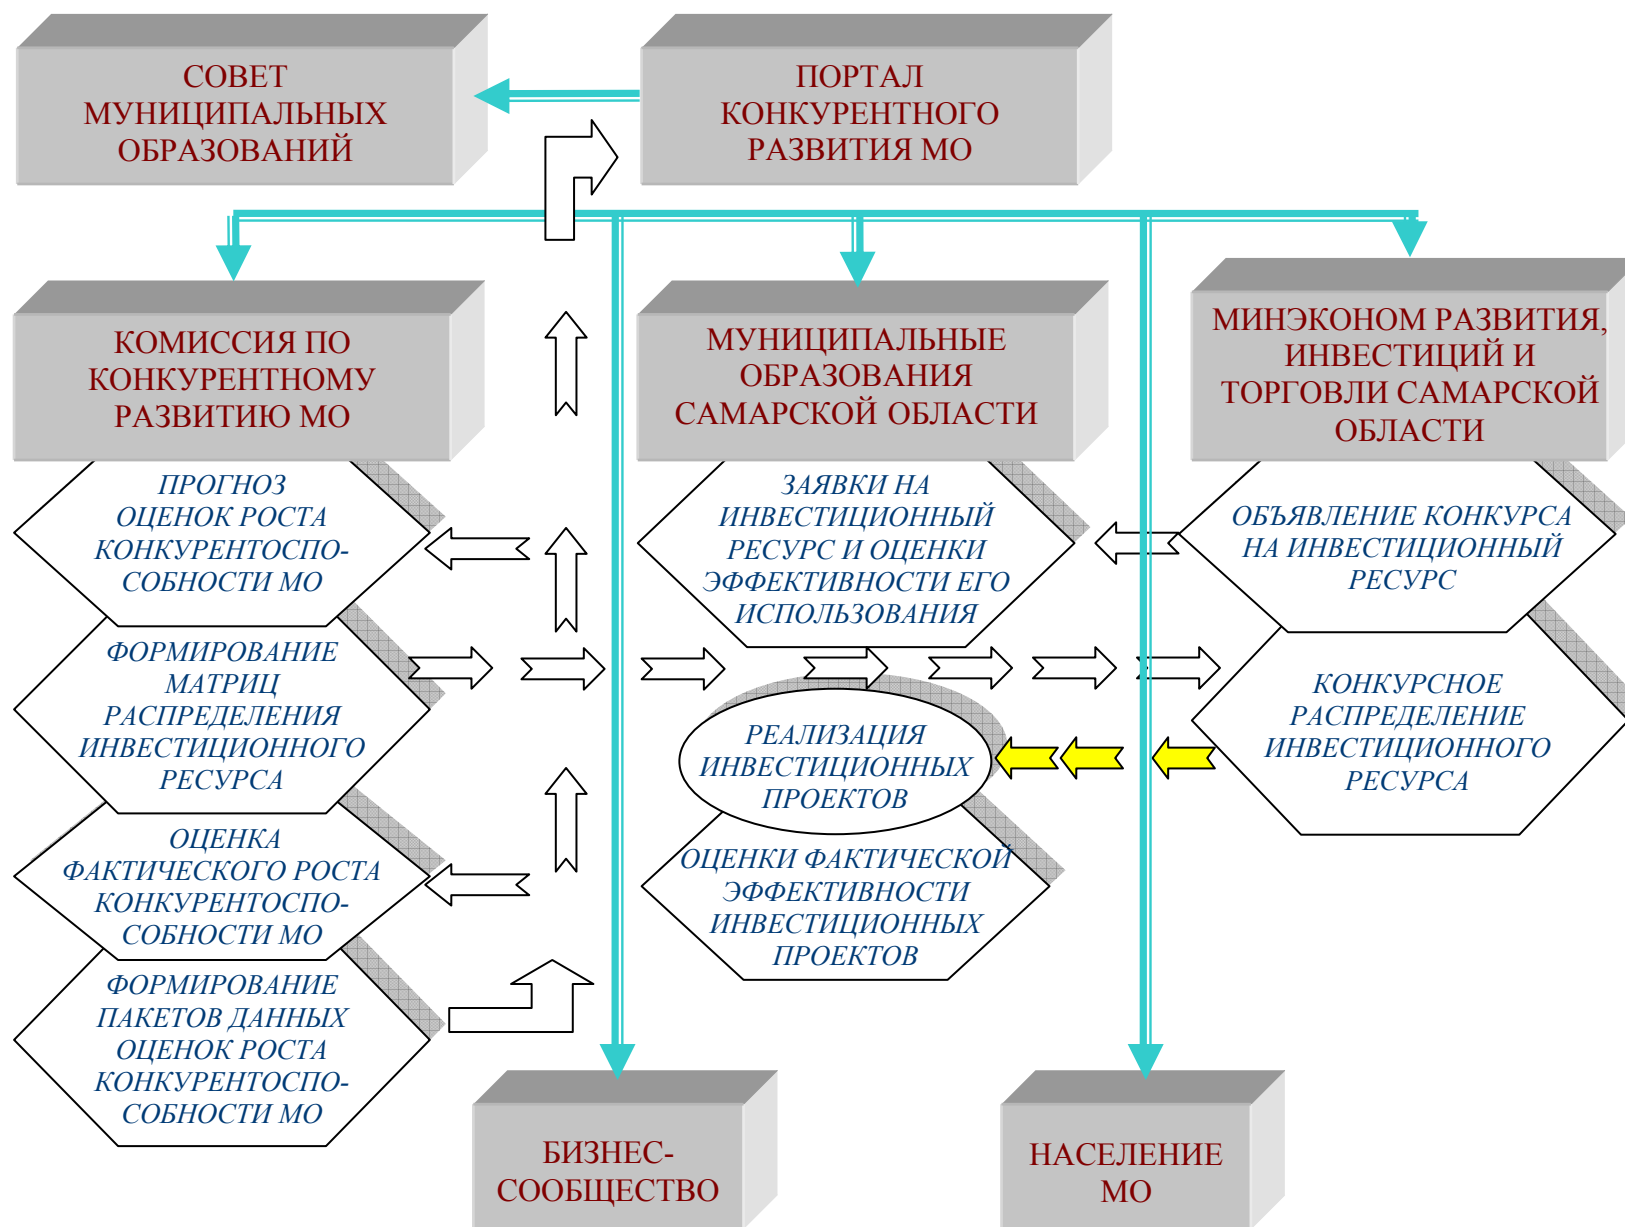 СОВЕТ
МУНИЦИПАЛЬНЫХ
ОБРАЗОВАНИЙ
ПОРТАЛ
КОНКУРЕНТНОГО
РАЗВИТИЯ МО
КОМИССИЯ ПО
КОНКУРЕНТНОМУ
РАЗВИТИЮ МО
МУНИЦИПАЛЬНЫЕ
ОБРАЗОВАНИЯ
САМАРСКОЙ ОБЛАСТИ
МИНЭКОНОМ РАЗВИТИЯ,
ИНВЕСТИЦИЙ И
ТОРГОВЛИ САМАРСКОЙ
ОБЛАСТИ
ПРОГНОЗ
ОЦЕНОК РОСТА
КОНКУРЕНТОСПО-
СОБНОСТИ МО
ЗАЯВКИ НА
ИНВЕСТИЦИОННЫЙ
РЕСУРС И ОЦЕНКИ
ЭФФЕКТИВНОСТИ ЕГО
ИСПОЛЬЗОВАНИЯ
ОБЪЯВЛЕНИЕ КОНКУРСА
НА ИНВЕСТИЦИОННЫЙ
РЕСУРС
ФОРМИРОВАНИЕ
МАТРИЦ
РАСПРЕДЕЛЕНИЯ
ИНВЕСТИЦИОННОГО
РЕСУРСА
РЕАЛИЗАЦИЯ
ИНВЕСТИЦИОННЫХ
ПРОЕКТОВ
КОНКУРСНОЕ
РАСПРЕДЕЛЕНИЕ
ИНВЕСТИЦИОННОГО
РЕСУРСА
ОЦЕНКА
ФАКТИЧЕСКОГО РОСТА
КОНКУРЕНТОСПО-
СОБНОСТИ МО
ОЦЕНКИ ФАКТИЧЕСКОЙ
ЭФФЕКТИВНОСТИ
ИНВЕСТИЦИОННЫХ
ПРОЕКТОВ
ФОРМИРОВАНИЕ
ПАКЕТОВ ДАННЫХ
ОЦЕНОК РОСТА
КОНКУРЕНТОСПО-
СОБНОСТИ МО
БИЗНЕС-
СООБЩЕСТВО
НАСЕЛЕНИЕ
МО